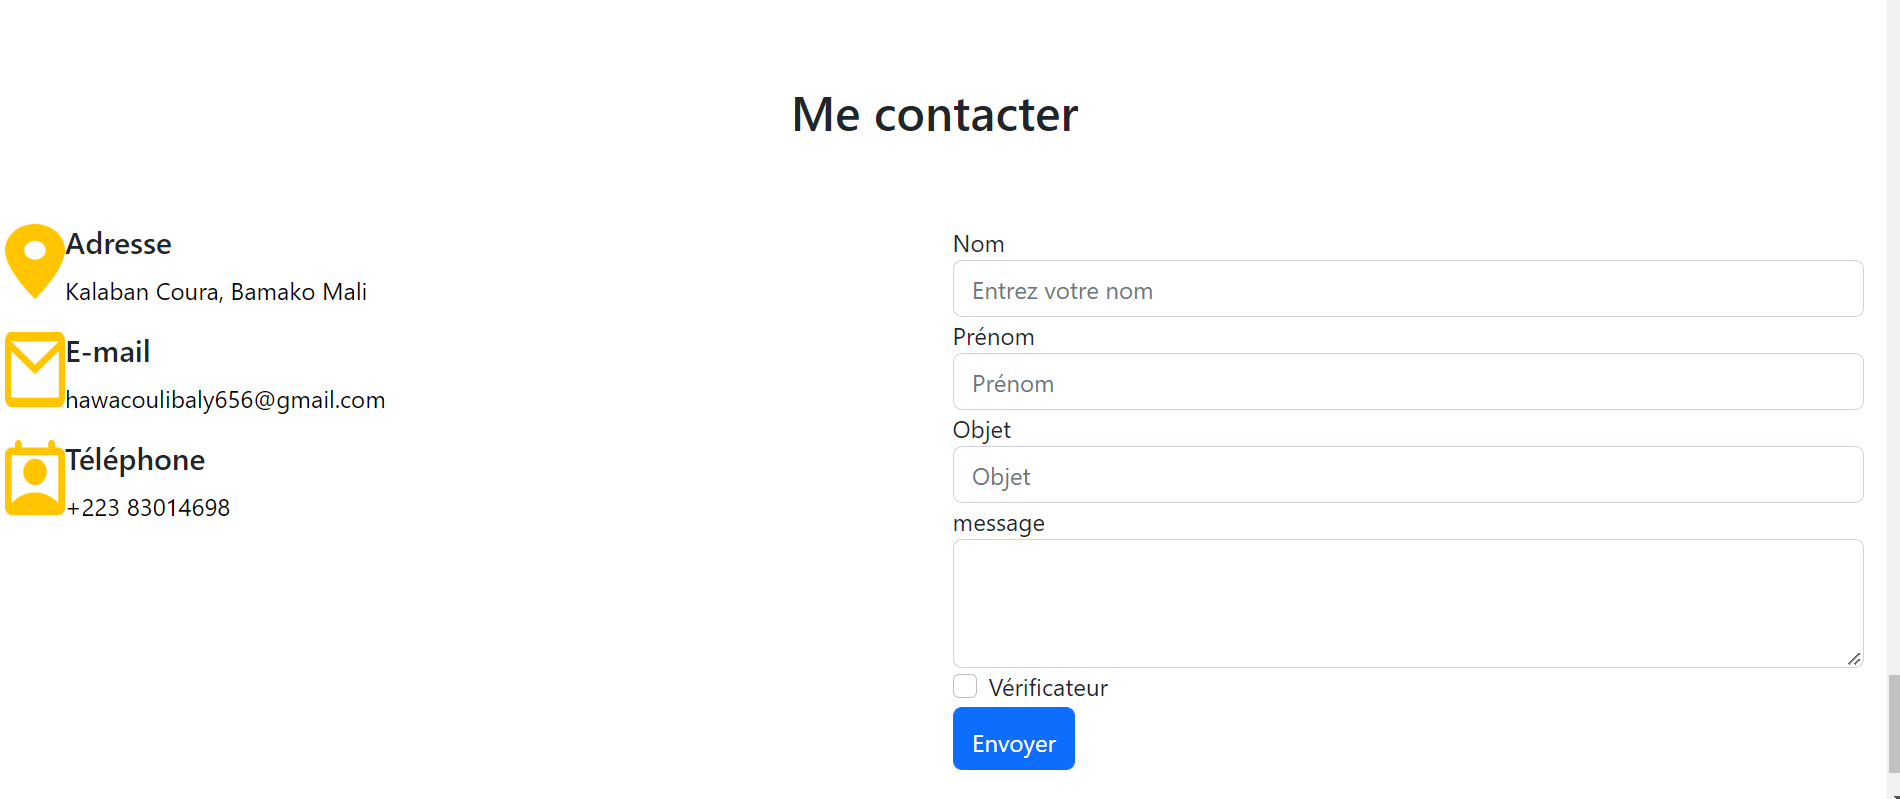 Me contacter
Adresse
Kalaban Coura, Bamako Mali
E-mail
hawacoulibaly656@gmail.com
Téléphone
+223 83014698
Nom
Entrez votre nom
Prénom
Prénom
Objet
Objet
message
Vérificateur
Envoyer